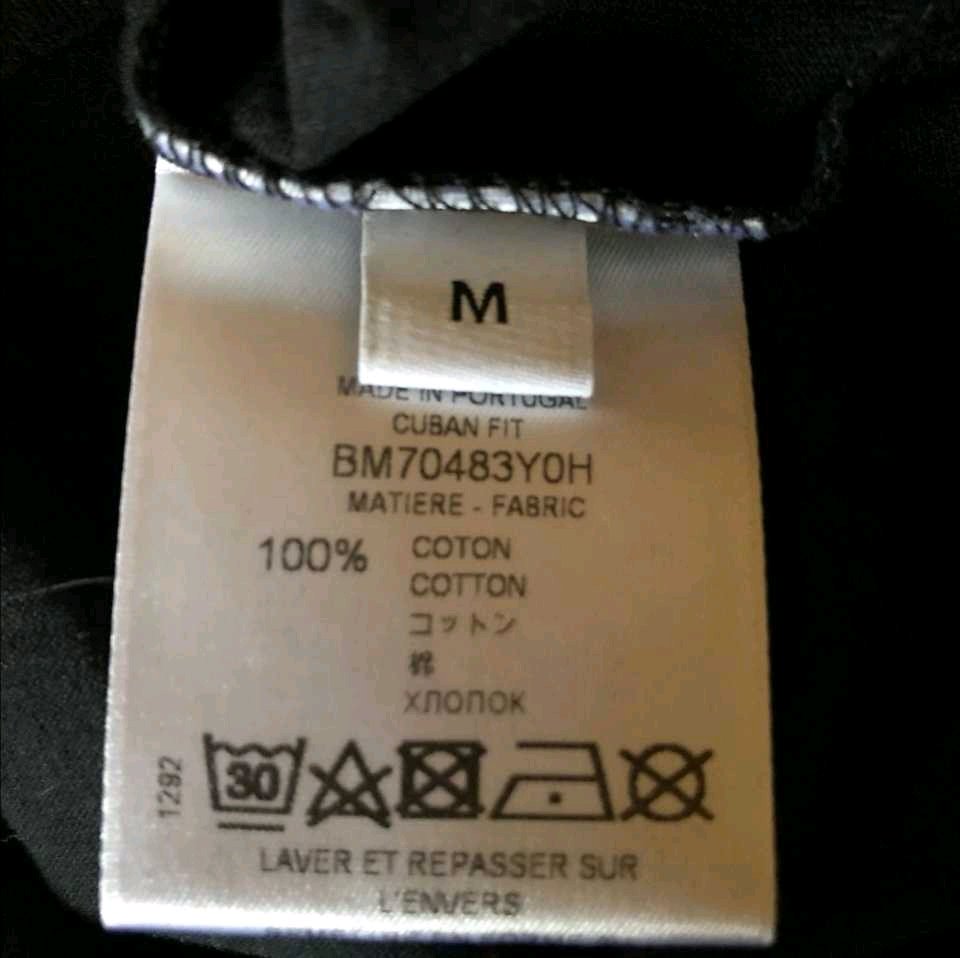 M
MADE IN PORTUGAL
CUBAN FIT
BM70483Y0H
MATIERE - FABRIC
100% COTON
COTTON
コットン
棉
ХЛОПОК
1292
30
LAVER ET REPASSER SUR
L'ENVERS